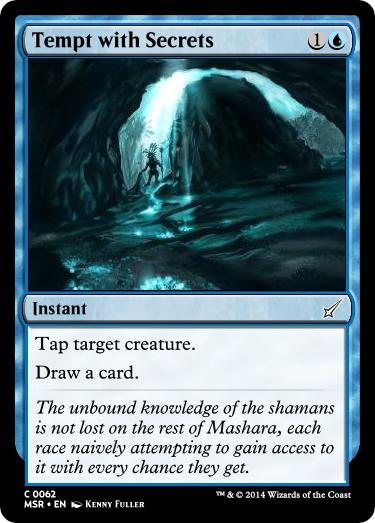 Tempt with Secrets 1
Instant
Tap target creature.
Draw a card.
The unbound knowledge of the shamans
is not lost on the rest of Mashara, each
race naively attempting to gain access to
it with every chance they get.
C 0062
MSR • EN KENNY FULLER
™ & © 2014 Wizards of the Coast